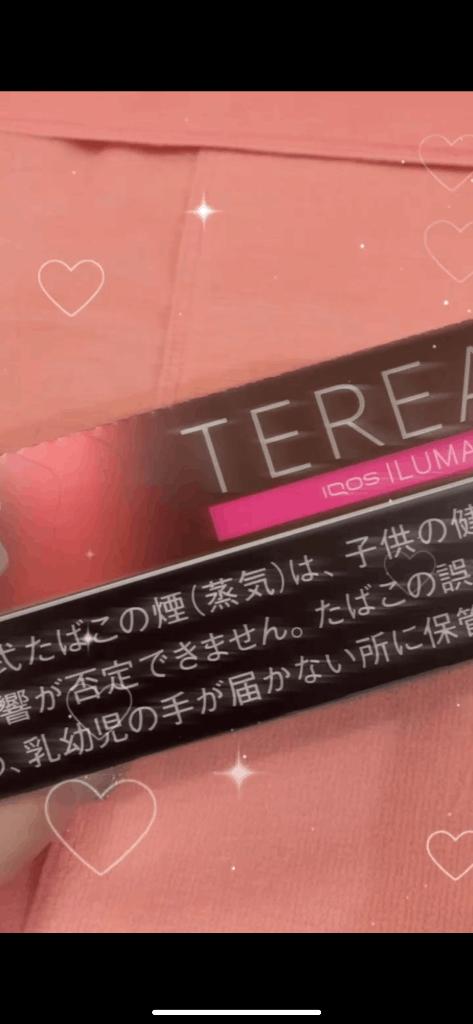 TEREA
IQOS ILUMA
式たばこの煙(蒸気)は、子供の健
響が否定できません。たばこの誤
、乳幼児の手が届かない所に保管